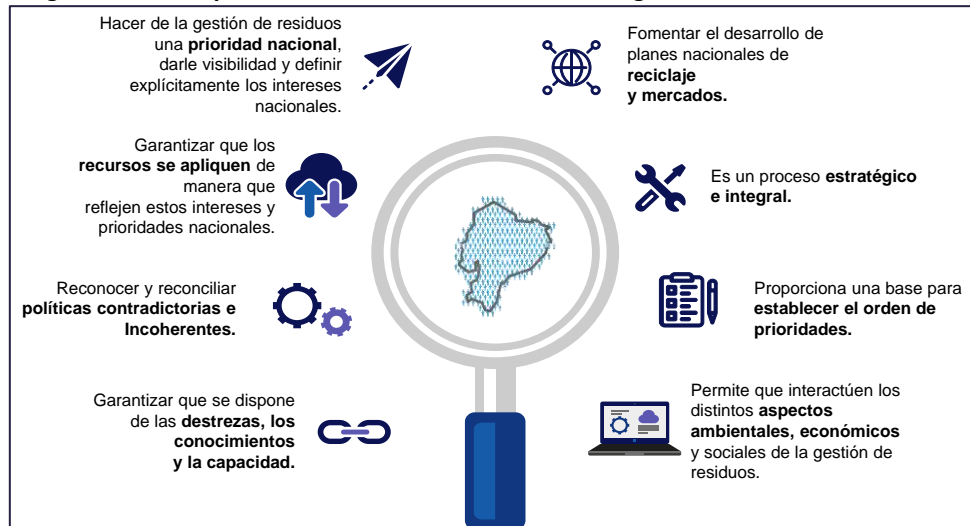 Hacer de la gestión de residuos
una prioridad nacional,
darle visibilidad y definir
explícitamente los intereses
nacionales.
Garantizar que los
recursos se apliquen de
manera que
reflejen estos intereses y
prioridades nacionales.
Reconocer y reconciliar
políticas contradictorias e
Incoherentes.
Garantizar que se dispone
de las destrezas, los
conocimientos
y la capacidad.
Fomentar el desarrollo de
planes nacionales de
reciclaje
y mercados.
Es un proceso estratégico
e integral.
Proporciona una base para
establecer el orden de
prioridades.
Permite que interactúen los
distintos aspectos
ambientales, económicos
y sociales de la gestión de
residuos.